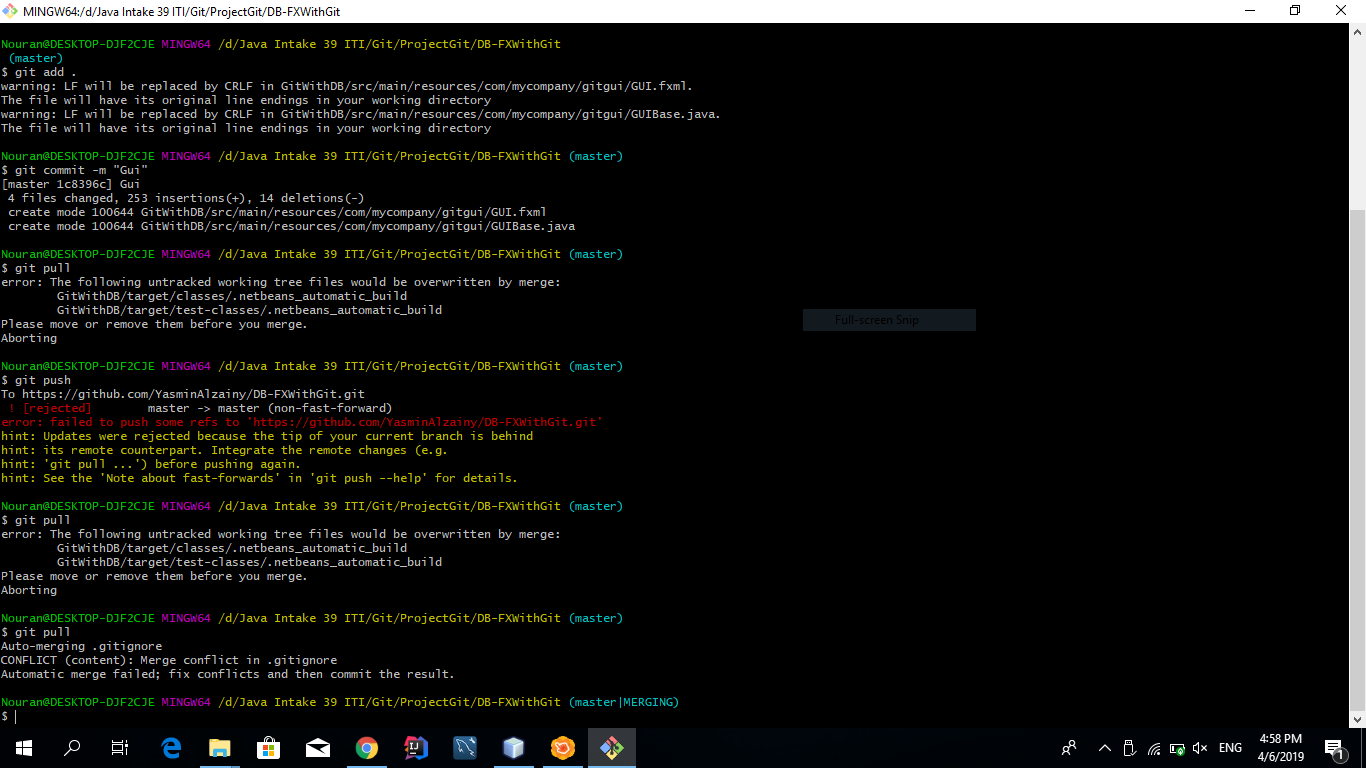 MINGW64:/d/Java Intake 39 ITI/Git/ProjectGit/DB-FXWithGit
Nouran@DESKTOP-DJF2CJE MINGW64 /d/Java Intake 39 ITI/Git/ProjectGit/DB-FXWithGit
(master)
$ git add .
warning: LF will be replaced by CRLF in GitWithDB/src/main/resources/com/mycompany/gitgui/GUI.fxml.
The file will have its original line endings in your working directory
warning: LF will be replaced by CRLF in GitWithDB/src/main/resources/com/mycompany/gitgui/GUIBase.java.
The file will have its original line endings in your working directory
Nouran@DESKTOP-DJF2CJE MINGW64 /d/Java Intake 39 ITI/Git/ProjectGit/DB-FXWithGit (master)
$ git commit -m "Gui"
[master 1c8396c] Gui
4 files changed, 253 insertions(+), 14 deletions(-)
create mode 100644 GitWithDB/src/main/resources/com/mycompany/gitgui/GUI.fxml
create mode 100644 GitWithDB/src/main/resources/com/mycompany/gitgui/GUIBase.java
Nouran@DESKTOP-DJF2CJE MINGW64 /d/Java Intake 39 ITI/Git/ProjectGit/DB-FXWithGit (master)
$ git pull
error: The following untracked working tree files would be overwritten by merge:
GitWithDB/target/classes/.netbeans_automatic_build
GitWithDB/target/test-classes/.netbeans_automatic_build
Please move or remove them before you merge.
Full-screen Snip
Aborting
Nouran@DESKTOP-DJF2CJE MINGW64 /d/Java Intake 39 ITI/Git/ProjectGit/DB-FXWithGit (master)
$ git push
To https://github.com/YasminAlzainy/DB-FXWithGit.git
! [rejected] master -> master (non-fast-forward)
error: failed to push some refs to 'https://github.com/YasminAlzainy/DB-FXWithGit.git'
hint: Updates were rejected because the tip of your current branch is behind
hint: its remote counterpart. Integrate the remote changes (e.g.
hint: 'git pull ...') before pushing again.
hint: See the 'Note about fast-forwards' in 'git push --help' for details.
Nouran@DESKTOP-DJF2CJE MINGW64 /d/Java Intake 39 ITI/Git/ProjectGit/DB-FXWithGit (master)
$ git pull
error: The following untracked working tree files would be overwritten by merge:
GitWithDB/target/classes/.netbeans_automatic_build
GitWithDB/target/test-classes/.netbeans_automatic_build
Please move or remove them before you merge.
Aborting
Nouran@DESKTOP-DJF2CJE MINGW64 /d/Java Intake 39 ITI/Git/ProjectGit/DB-FXWithGit (master)
$ git pull
Auto-merging .gitignore
CONFLICT (content): Merge conflict in .gitignore
Automatic merge failed; fix conflicts and then commit the result.
Nouran@DESKTOP-DJF2CJE MINGW64 /d/Java Intake 39 ITI/Git/ProjectGit/DB-FXWithGit (master|MERGING)
$
ENG
4:58 PM
4/6/2019
1